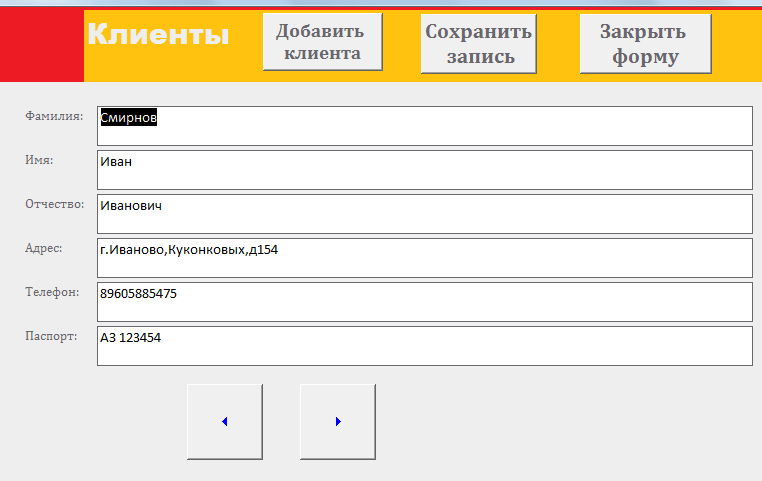 Клиенты
Добавить
клиента
Сохранить
запись
Закрыть
форму
Фамилия: Смирнов
Имя: Иван
Отчество: Иванович
Адрес: г.Иваново,Куконковых,д154
Телефон: 89605885475
Паспорт: АЗ 123454